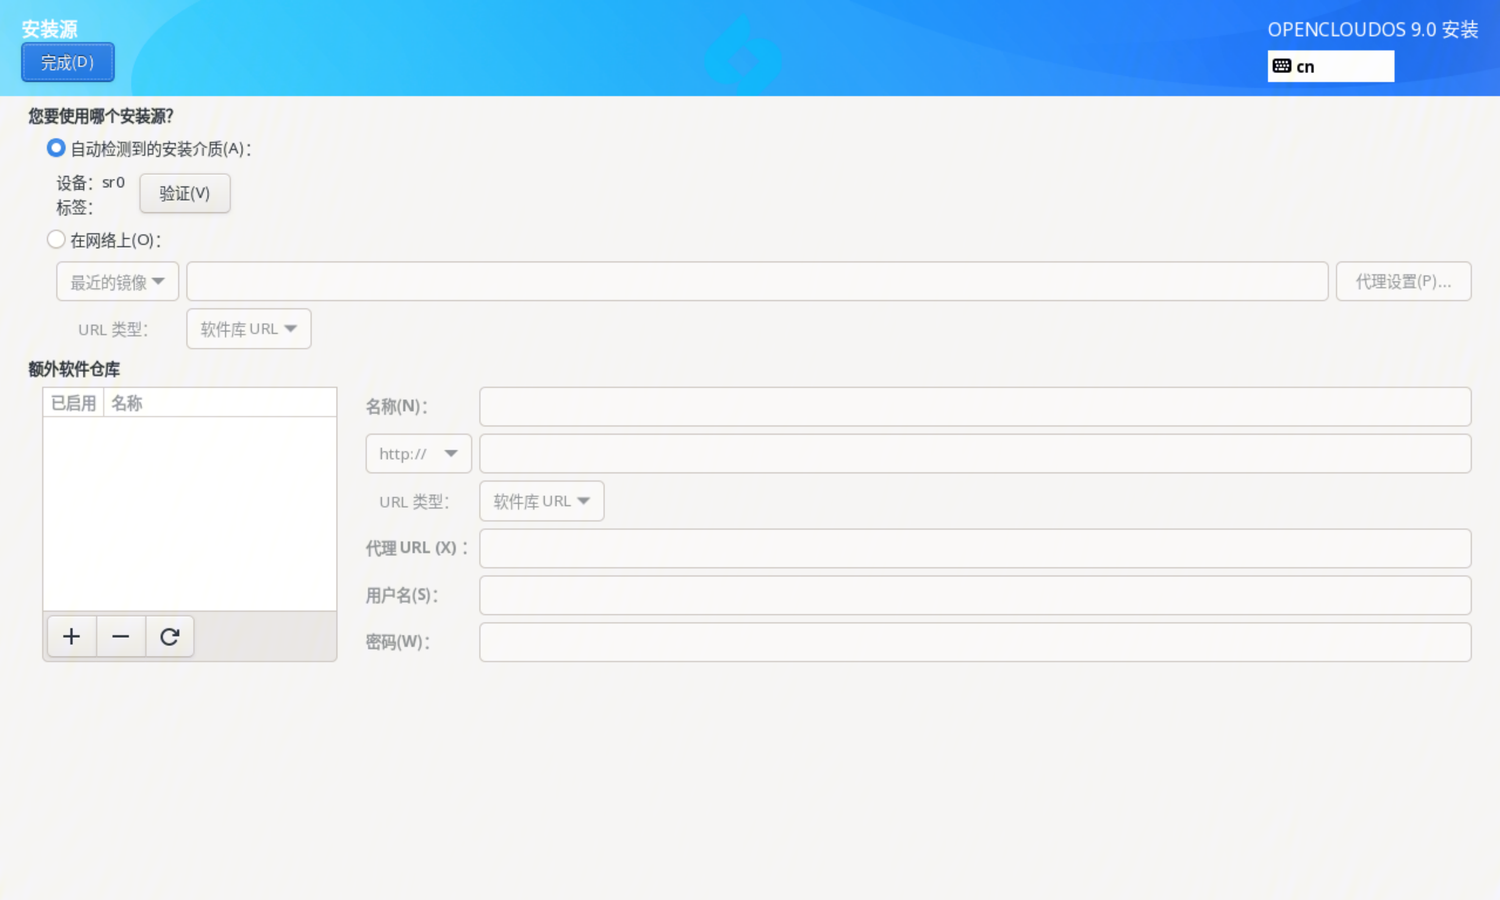 安装源
OPENCLOUDOS 9.0 安装
完成(D)
cn
您要使用哪个安装源?
自动检测到的安装介质(A):
设备: sr0
标签:
验证(V)
在网络上(O):
最近的镜像
代理设置(P)...
URL 类型:
软件库 URL
额外软件仓库
已启用
名称
名称(N):
http://
URL 类型:
软件库 URL
代理 URL (X) :
用户名(S):
密码(W):